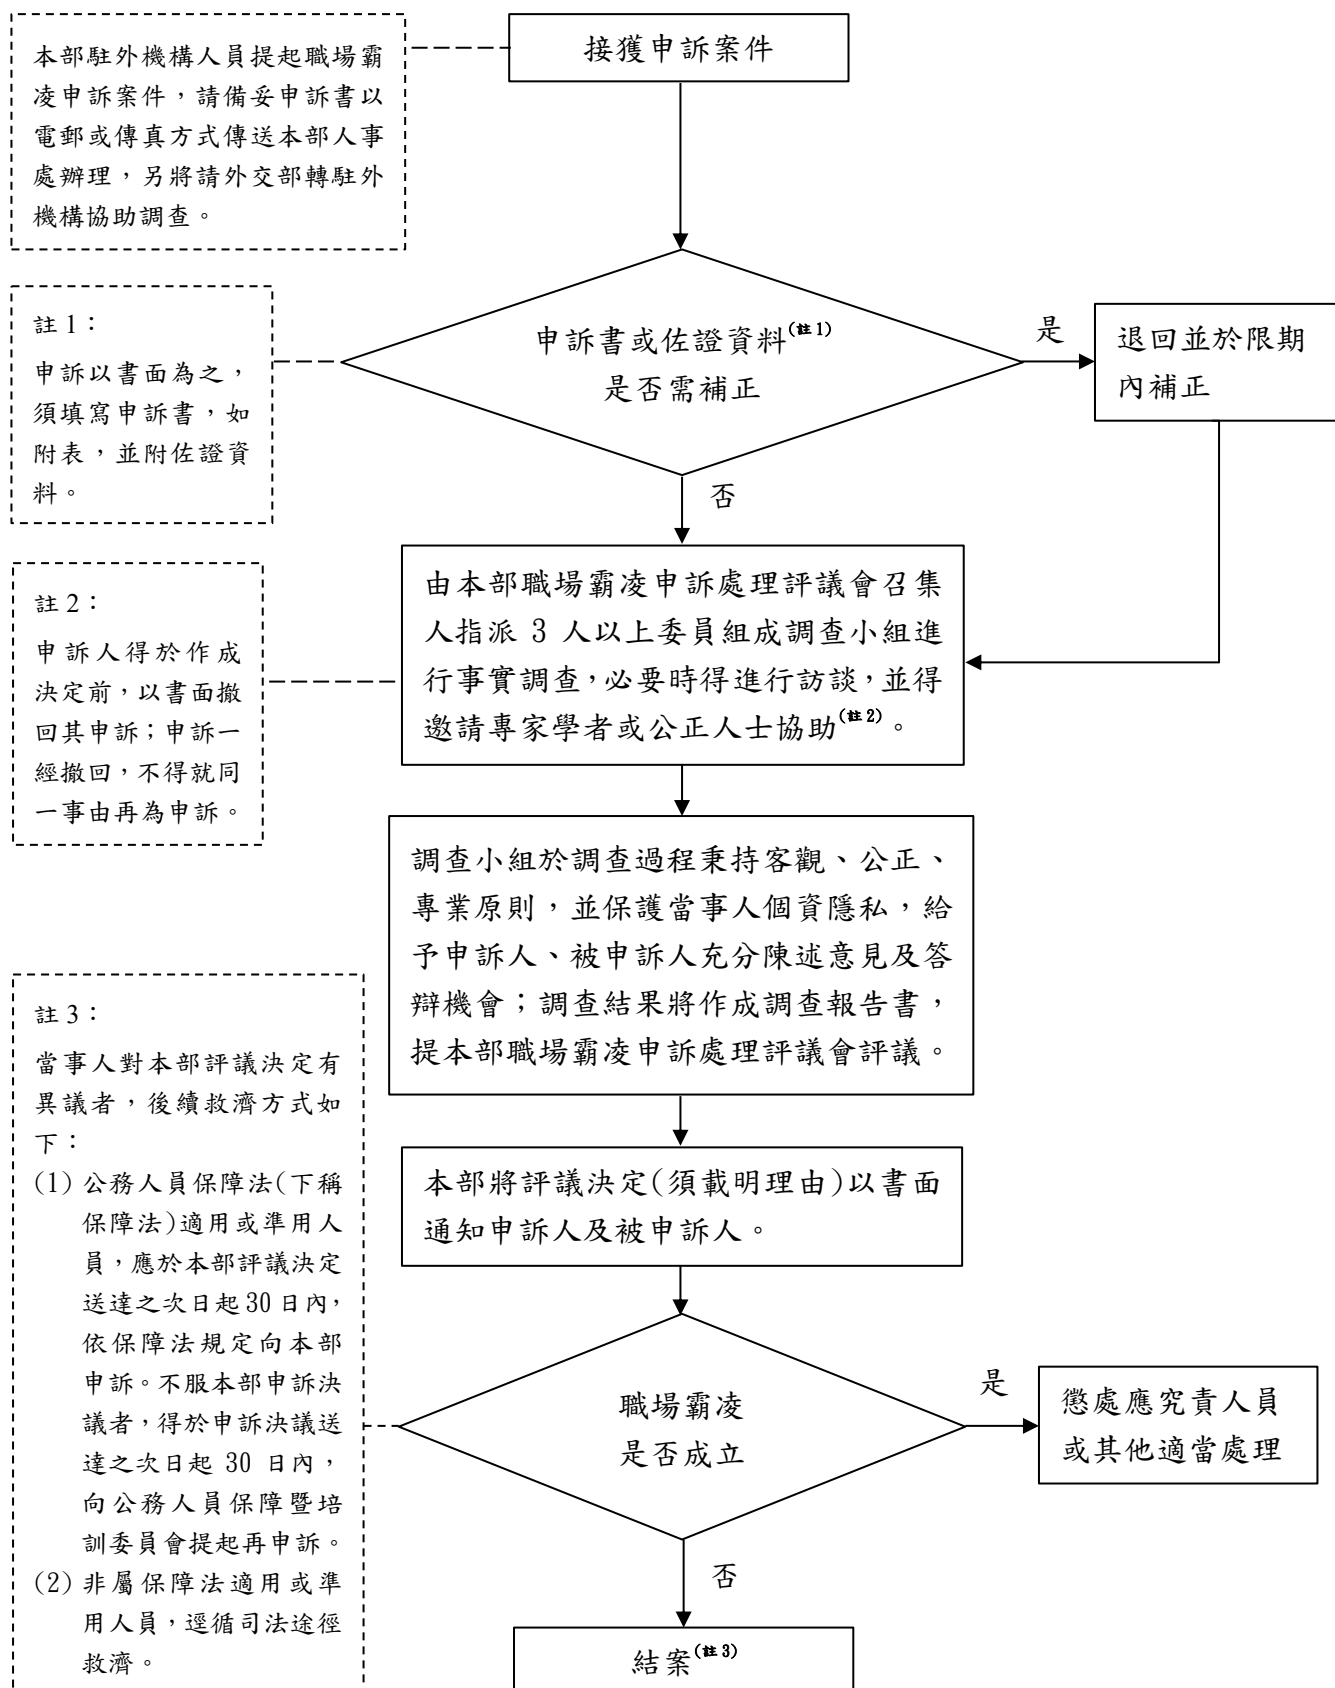 接獲申訴案件
本部駐外機構人員提起職場霸
凌申訴案件，請備妥申訴書以
電郵或傳真方式傳送本部人事
處辦理，另將請外交部轉駐外
機構協助調查。
申訴書或佐證資料(註1)
是否需補正
是
退回並於限期
內補正
註1：
申訴以書面為之，
須填寫申訴書，如
附表，並附佐證資
料。
否
由本部職場霸凌申訴處理評議會召集
人指派 3 人以上委員組成調查小組進
行事實調查，必要時得進行訪談，並得
邀請專家學者或公正人士協助(註2)。
註2：
申訴人得於作成
決定前，以書面撤
回其申訴；申訴一
經撤回，不得就同
一事由再為申訴。
調查小組於調查過程秉持客觀、公正、
專業原則，並保護當事人個資隱私，給
予申訴人、被申訴人充分陳述意見及答
辯機會；調查結果將作成調查報告書，
提本部職場霸凌申訴處理評議會評議。
本部將評議決定(須載明理由)以書面
通知申訴人及被申訴人。
註3：
當事人對本部評議決定有
異議者，後續救濟方式如
下：
(1) 公務人員保障法(下稱
保障法)適用或準用人
員，應於本部評議決定
送達之次日起 30 日內，
依保障法規定向本部
申訴。不服本部申訴決
議者，得於申訴決議送
達之次日起 30 日內，
向公務人員保障暨培
訓委員會提起再申訴。
(2) 非屬保障法適用或準
用人員，逕循司法途徑
救濟。
職場霸凌
是否成立
是
懲處應究責人員
或其他適當處理
否
結案(註3)